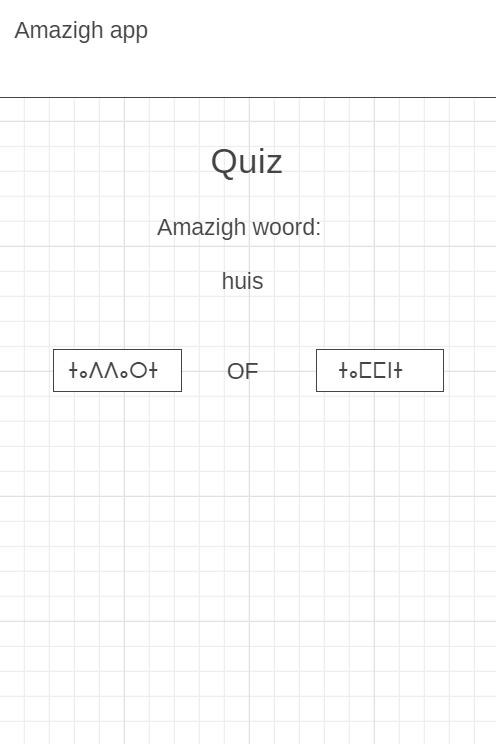 Amazigh app
Quiz
Amazigh woord:
huis
ⵜⴰⴷⴷⴰⵔⵜ OF ⵜⴰⵎⵎⵏⵜ